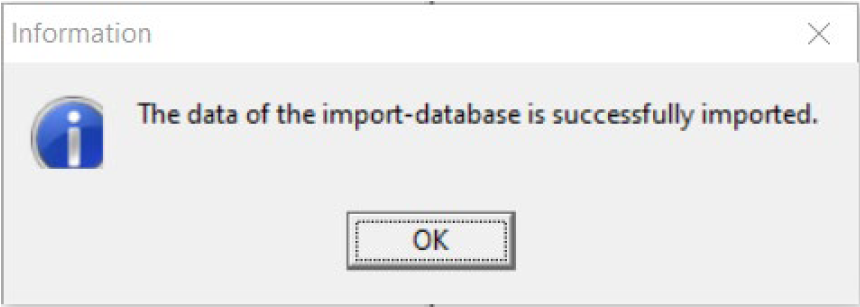 Information
The data of the import-database is successfully imported.
OK